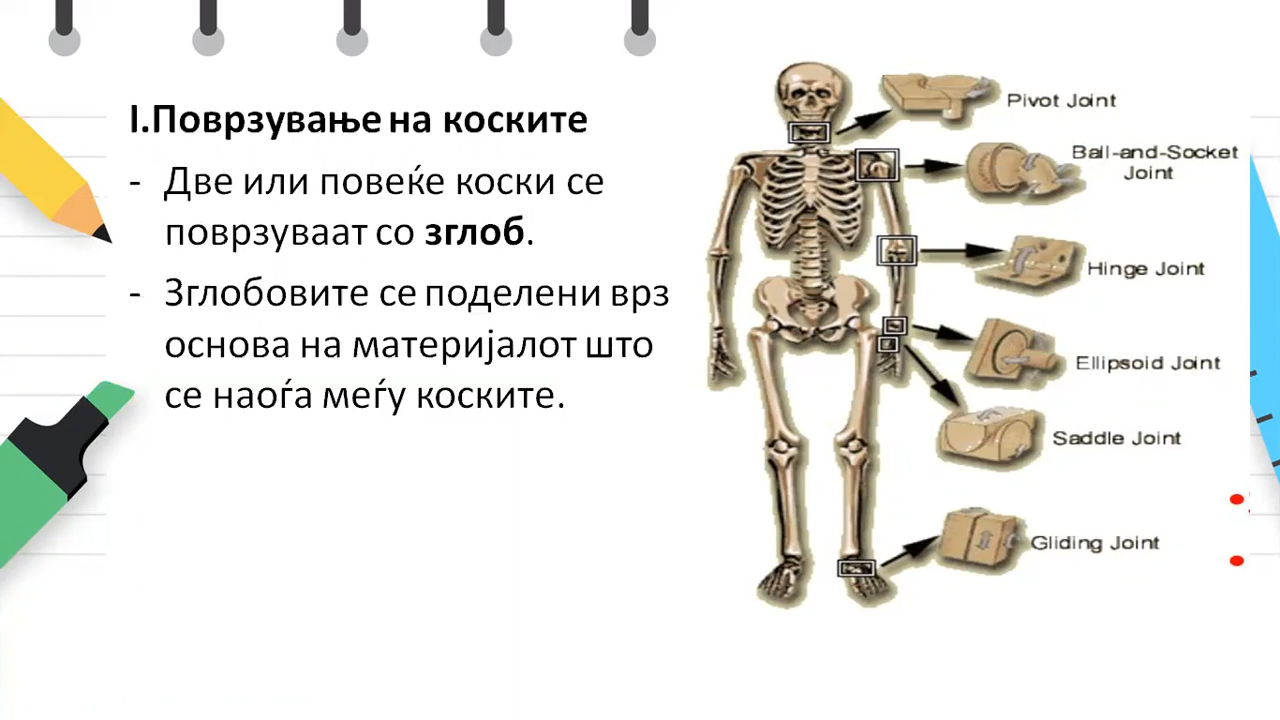 I.Поврзување на коските
- Две или повеќе коски се
поврзуваат со зглоб.
- Зглобовите се поделени врз
основа на материјалот што
се наоѓа меѓу коските.
Pivot Joint
Ball-and-Socket
Joint
Hinge Joint
Ellipsoid Joint
Saddle Joint
Gliding Joint